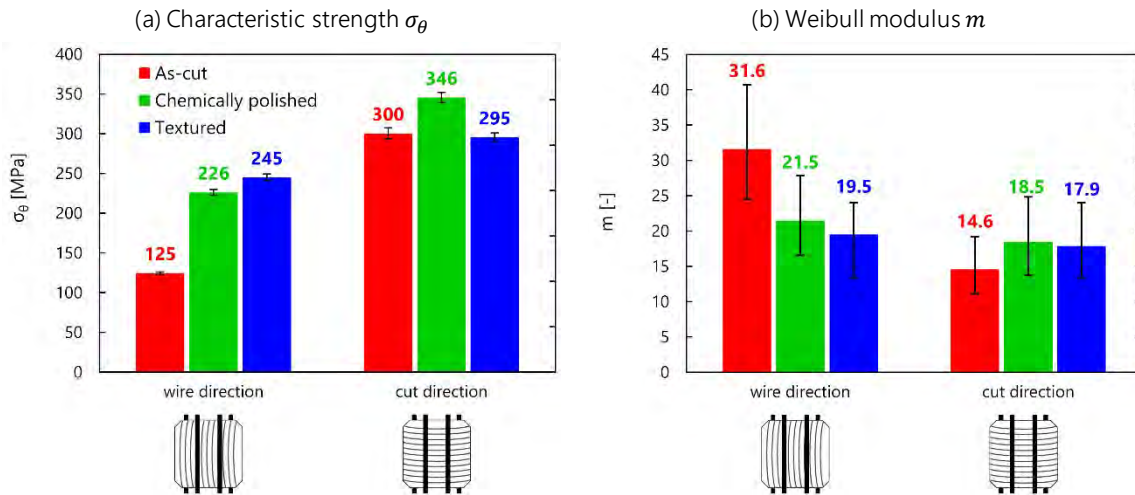 (a) Characteristic strength σθ
400
350
300
250
200
150
100
50
0
σθ [MPa]
As-cut
Chemically polished
Textured
125
226
245
300
346
295
wire direction
cut direction
(b) Weibull modulus m
45
40
35
30
25
20
15
10
5
0
m [-]
31.6
21.5
19.5
14.6
18.5
17.9
wire direction
cut direction